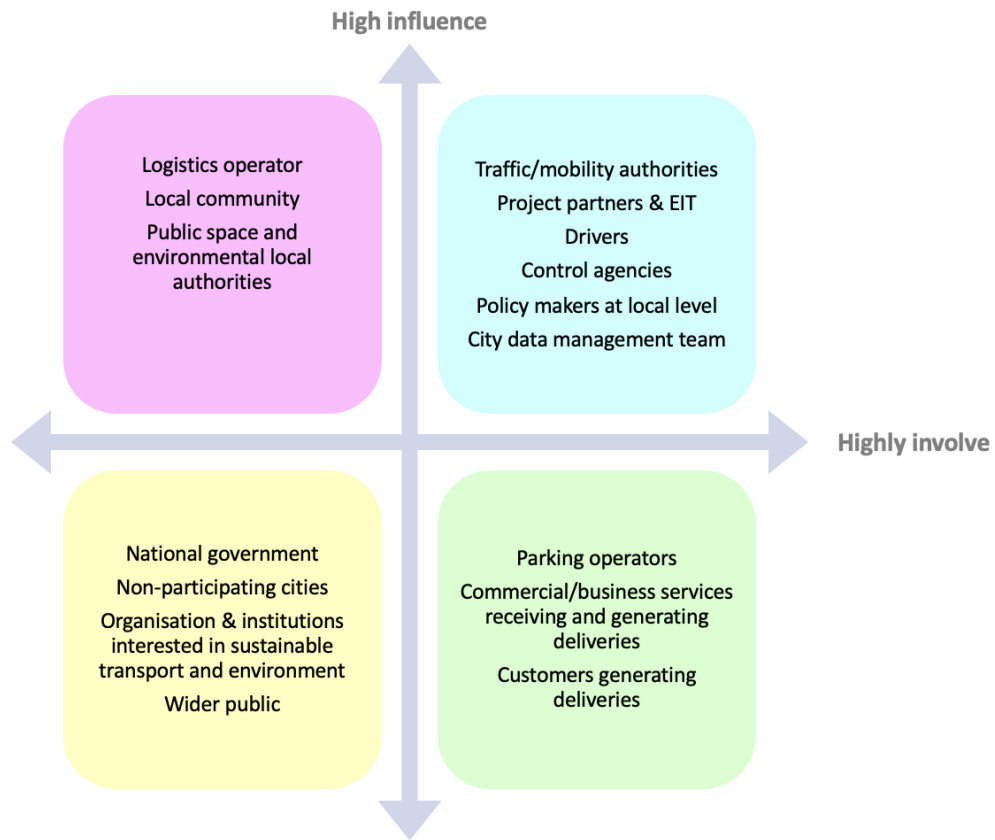 High influence
Logistics operator
Local community
Public space and
environmental local
authorities
Traffic/mobility authorities
Project partners & EIT
Drivers
Control agencies
Policy makers at local level
City data management team
Highly involve
National government
Non-participating cities
Organisation & institutions
interested in sustainable
transport and environment
Wider public
Parking operators
Commercial/business services
receiving and generating
deliveries
Customers generating
deliveries